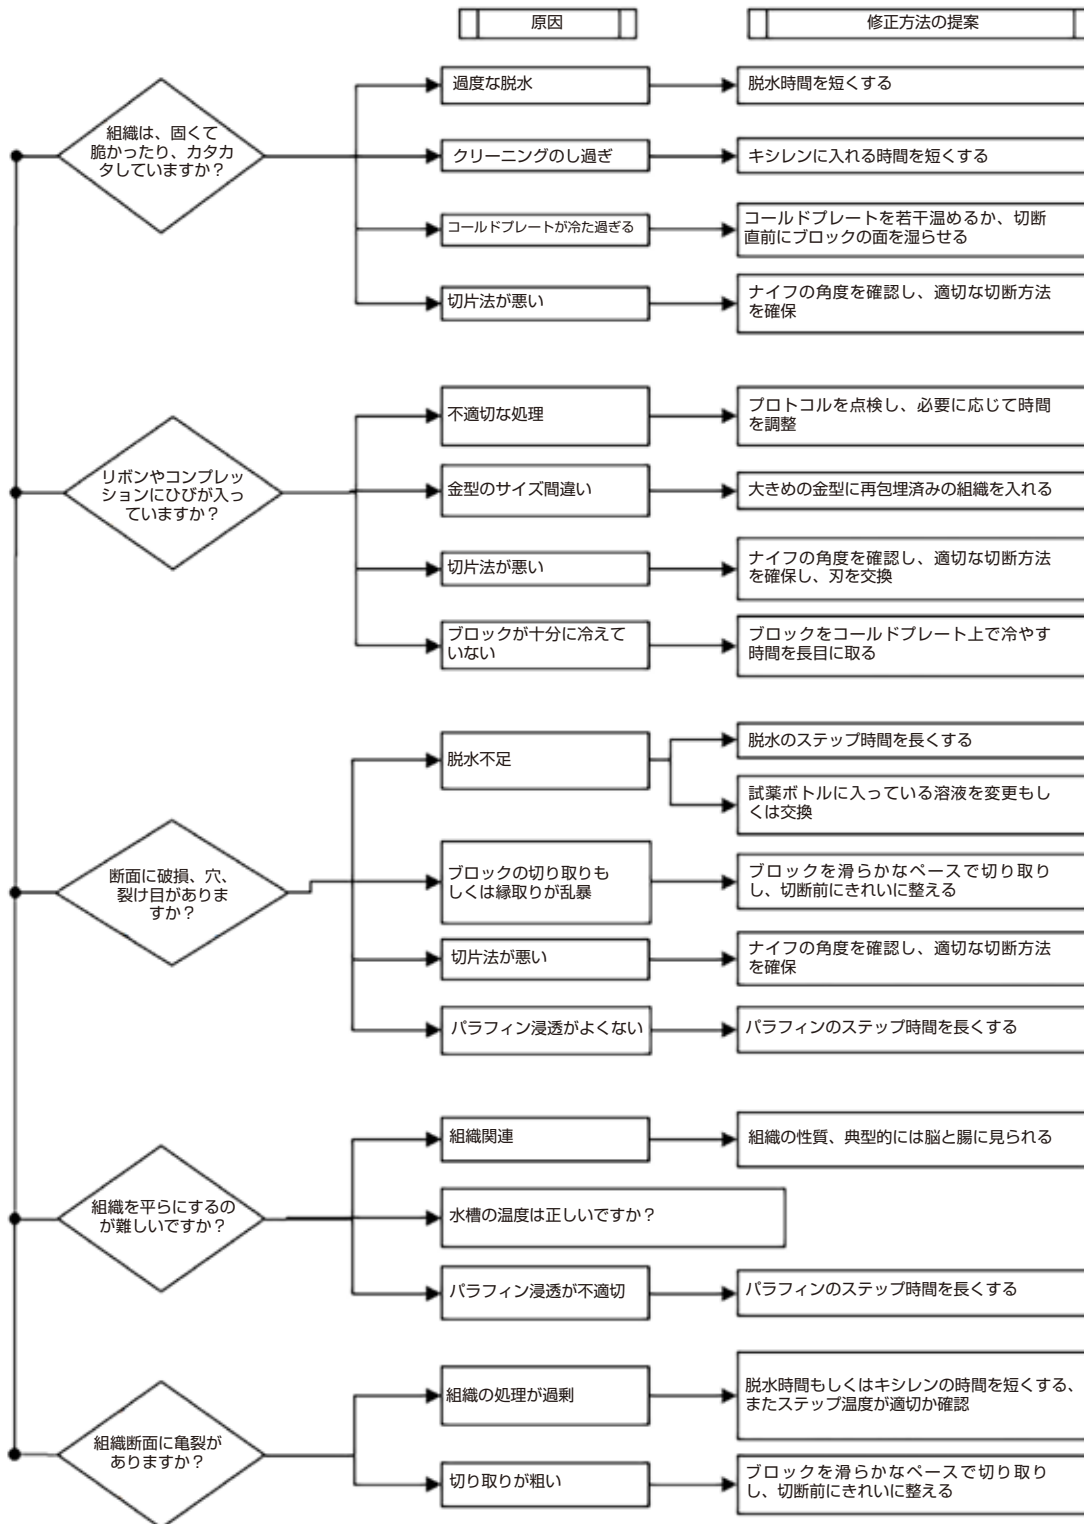 原因
修正方法の提案
組織は、固くて
脆かったり、カタカ
タしていますか？
過度な脱水
脱水時間を短くする
クリーニングのし過ぎ
キシレンに入れる時間を短くする
コールドプレートが冷た過ぎる
コールドプレートを若干温めるか、切断
直前にブロックの面を湿らせる
切片法が悪い
ナイフの角度を確認し、適切な切断方法
を確保
リボンやコンプレッ
ションにひびが入っ
ていますか？
不適切な処理
プロトコルを点検し、必要に応じて時間
を調整
金型のサイズ間違い
大きめの金型に再包埋済みの組織を入れる
切片法が悪い
ナイフの角度を確認し、適切な切断方法
を確保し、刃を交換
ブロックが十分に冷えて
いない
ブロックをコールドプレート上で冷やす
時間を長目に取る
断面に破損、穴、
裂け目がありま
すか？
脱水不足
脱水のステップ時間を長くする
試薬ボトルに入っている溶液を変更もし
くは交換
ブロックの切り取りも
しくは縁取りが乱暴
ブロックを滑らかなペースで切り取り
し、切断前にきれいに整える
切片法が悪い
ナイフの角度を確認し、適切な切断方法
を確保
パラフィン浸透がよくない
パラフィンのステップ時間を長くする
組織を平らにするの
が難しいですか？
組織関連
組織の性質、典型的には脳と腸に見られる
水槽の温度は正しいですか？
パラフィン浸透が不適切
パラフィンのステップ時間を長くする
組織断面に亀裂が
ありますか？
組織の処理が過剰
脱水時間もしくはキシレンの時間を短くする、
またステップ温度が適切か確認
切り取りが粗い
ブロックを滑らかなペースで切り取り
し、切断前にきれいに整える